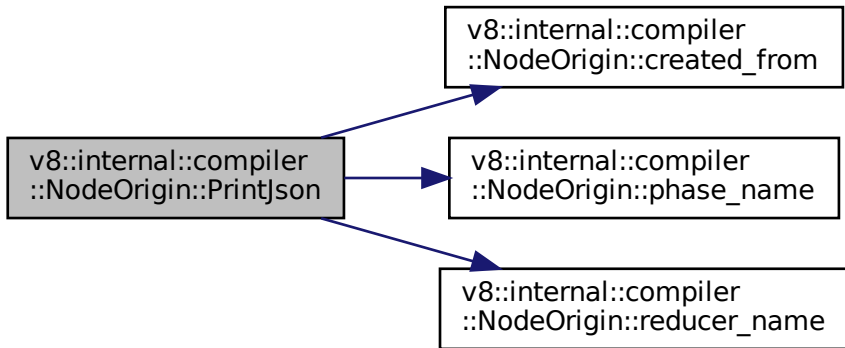 v8::internal::compiler
::NodeOrigin::created_from
v8::internal::compiler
::NodeOrigin::PrintJson
v8::internal::compiler
::NodeOrigin::phase_name
v8::internal::compiler
::NodeOrigin::reducer_name